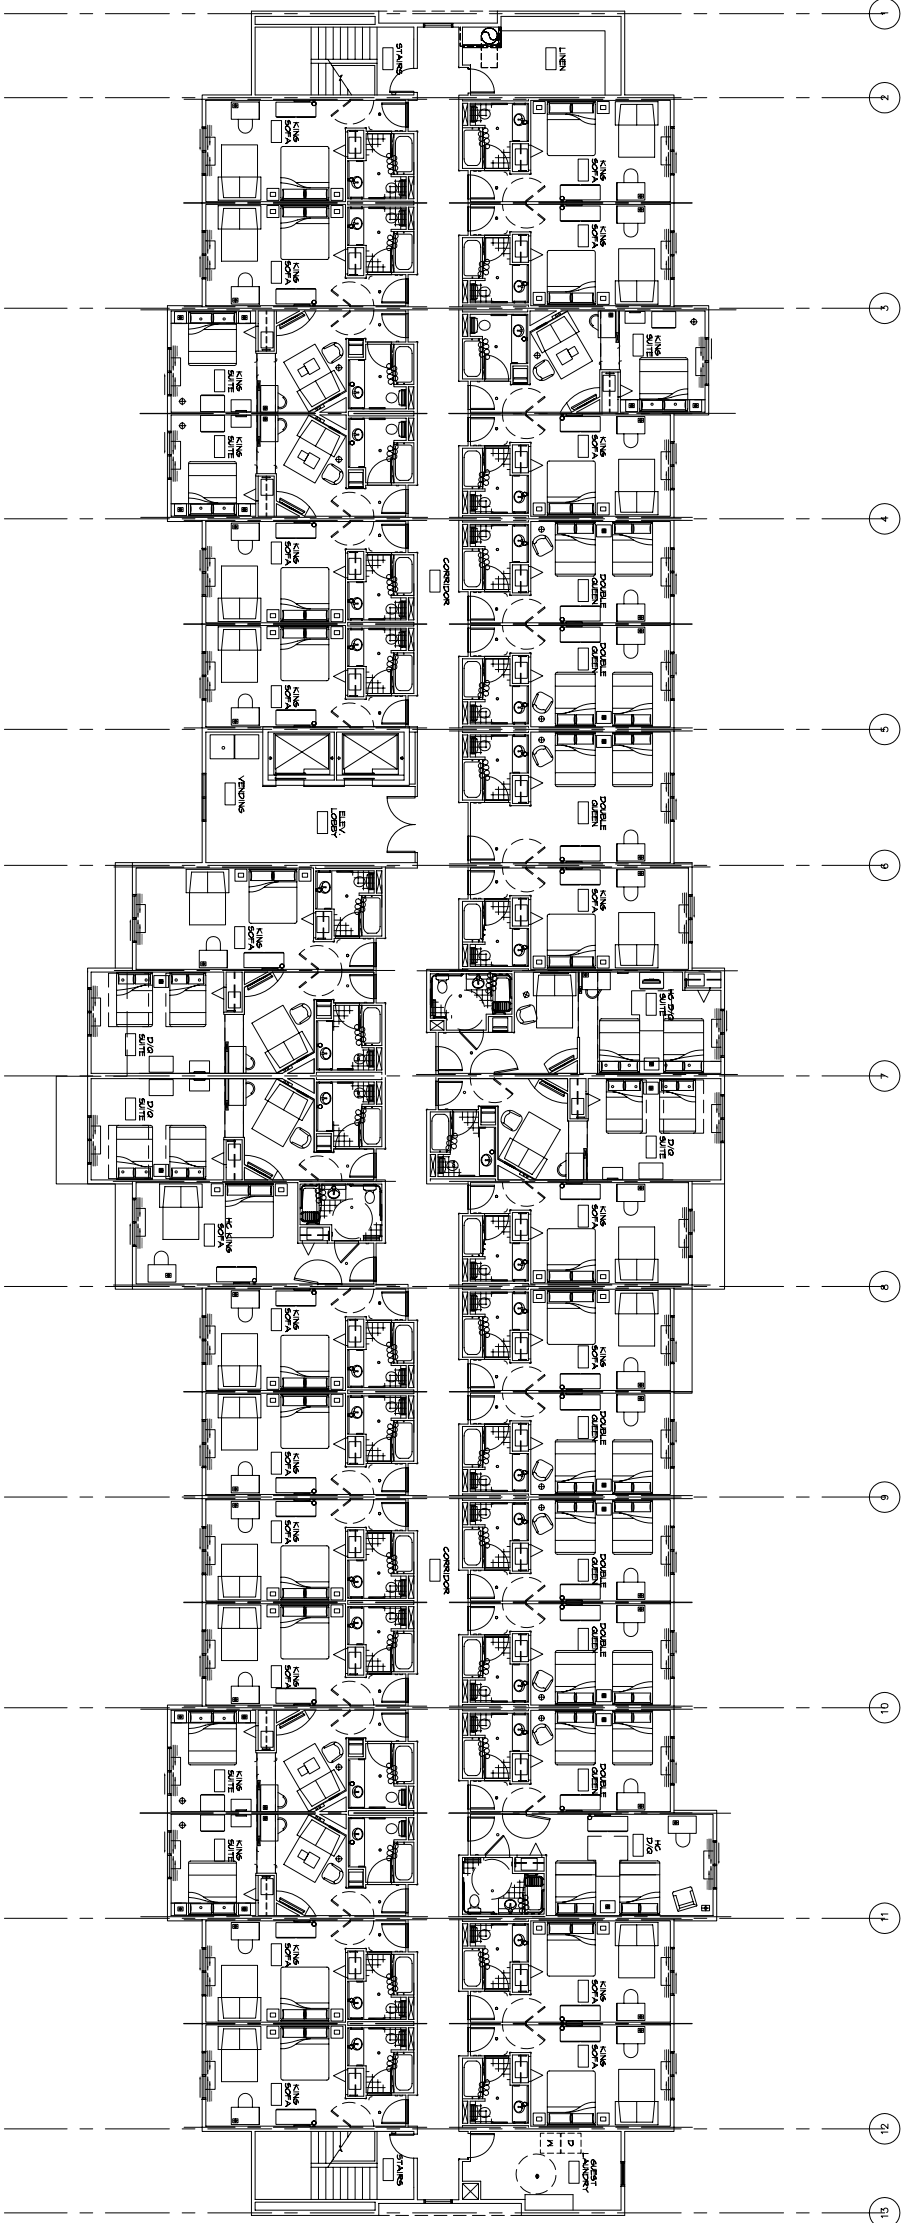 1
STAIRS
LINEN
2
KING
SOFA
KING
SOFA
KING
SOFA
KING
SOFA
3
KING
SUITE
KING
SUITE
KING
SUITE
KING
SOFA
4
KING
SOFA
CORRIDOR
DOUBLE
QUEEN
KING
SOFA
DOUBLE
QUEEN
5
VENDING
ELEV.
LOBBY
DOUBLE
QUEEN
6
KING
SOFA
KING
SOFA
D/Q
SUITE
HC D/Q
SUITE
7
D/Q
SUITE
D/Q
SUITE
HC KING
SOFA
KING
SOFA
8
KING
SOFA
KING
SOFA
KING
SOFA
DOUBLE
QUEEN
9
KING
SOFA
CORRIDOR
DOUBLE
QUEEN
KING
SOFA
DOUBLE
QUEEN
10
KING
SUITE
DOUBLE
QUEEN
KING
SUITE
HC
D/Q
11
KING
SOFA
KING
SOFA
KING
SOFA
KING
SOFA
12
STAIRS
W
D
GUEST
LAUNDRY
13